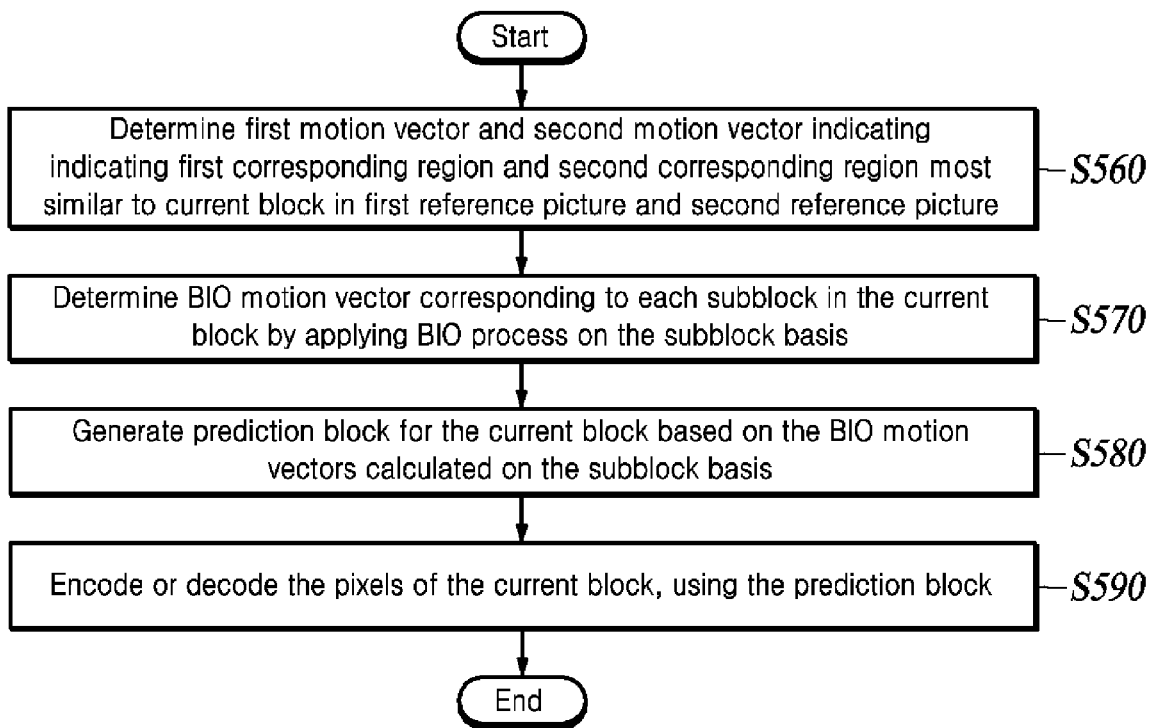 Start
Determine first motion vector and second motion vector indicating
indicating first corresponding region and second corresponding region most
similar to current block in first reference picture and second reference picture
S560
Determine BIO motion vector corresponding to each subblock in the current
block by applying BIO process on the subblock basis
S570
Generate prediction block for the current block based on the BIO motion
vectors calculated on the subblock basis
S580
Encode or decode the pixels of the current block, using the prediction block
S590
End